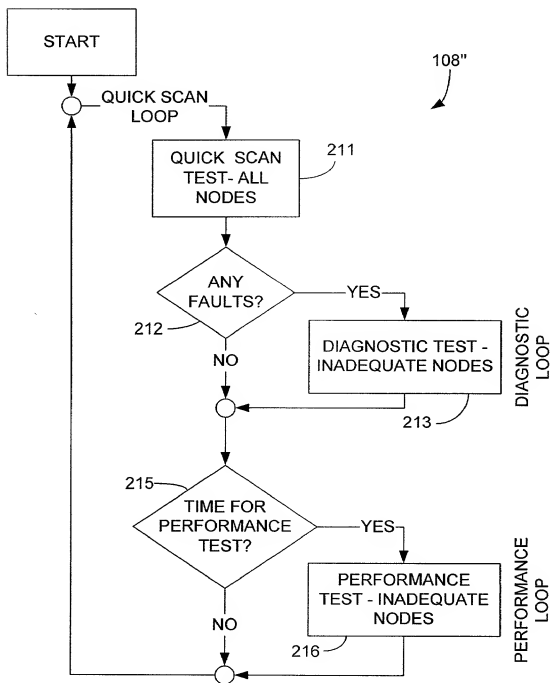 START
108"
QUICK SCAN
LOOP
211
QUICK SCAN
TEST- ALL
NODES
ANY
FAULTS?
212
YES
NO
DIAGNOSTIC TEST -
INADEQUATE NODES
213
DIAGNOSTIC
LOOP
215
TIME FOR
PERFORMANCE
TEST?
YES
NO
PERFORMANCE
TEST - INADEQUATE
NODES
216
PERFORMANCE
LOOP